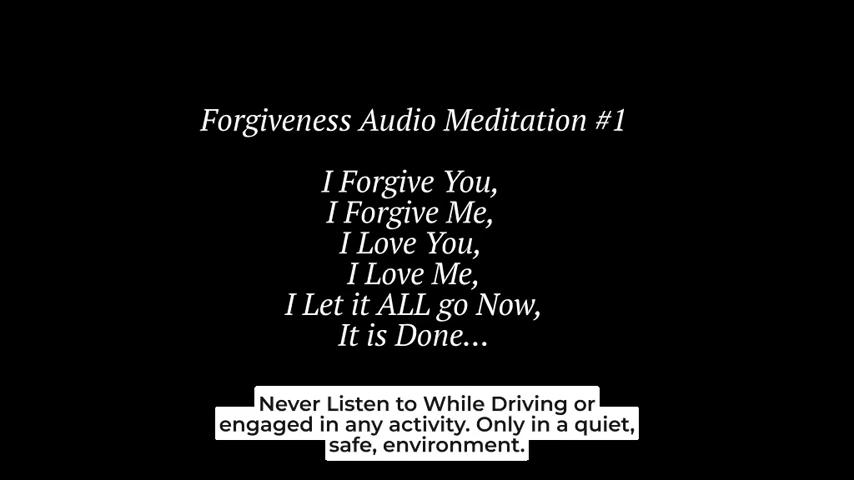 Forgiveness Audio Meditation #1
I Forgive You,
I Forgive Me,
I Love You,
I Love Me,
I Let it ALL go Now,
It is Done...
Never Listen to While Driving or
engaged in any activity. Only in a quiet,
safe, environment.